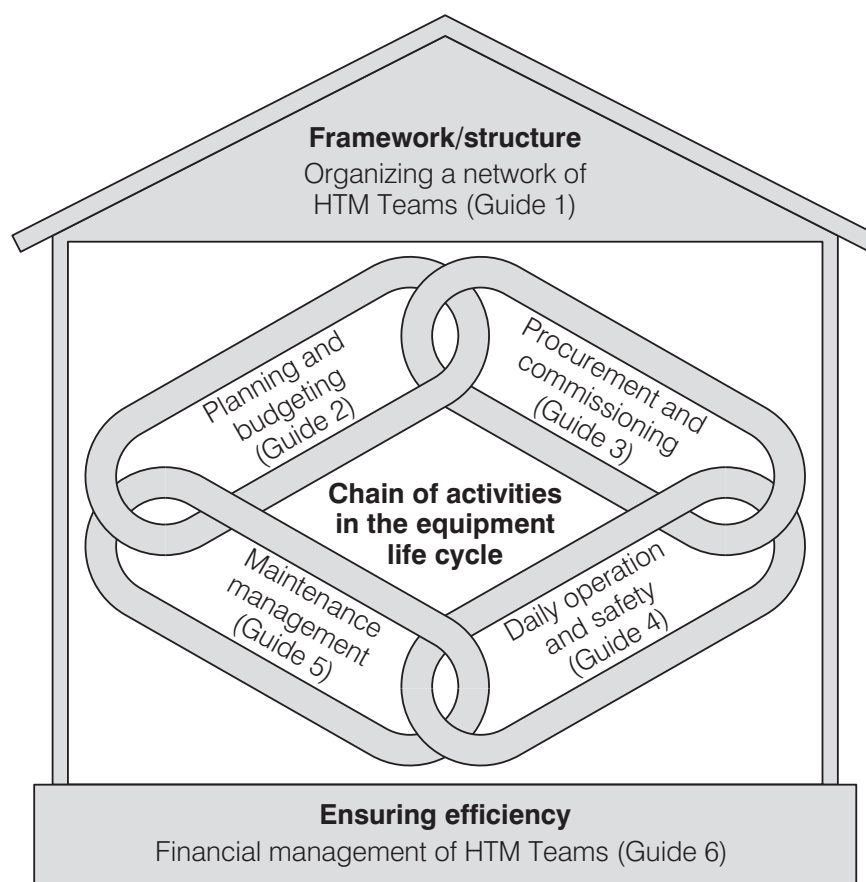 Framework/structure
Organizing a network of
HTM Teams (Guide 1)
Planning and
budgeting
(Guide 2)
Procurement and
commissioning
(Guide 3)
Chain of activities
in the equipment
life cycle
Maintenance
management
(Guide 5)
Daily operation
and safety
(Guide 4)
Ensuring efficiency
Financial management of HTM Teams (Guide 6)